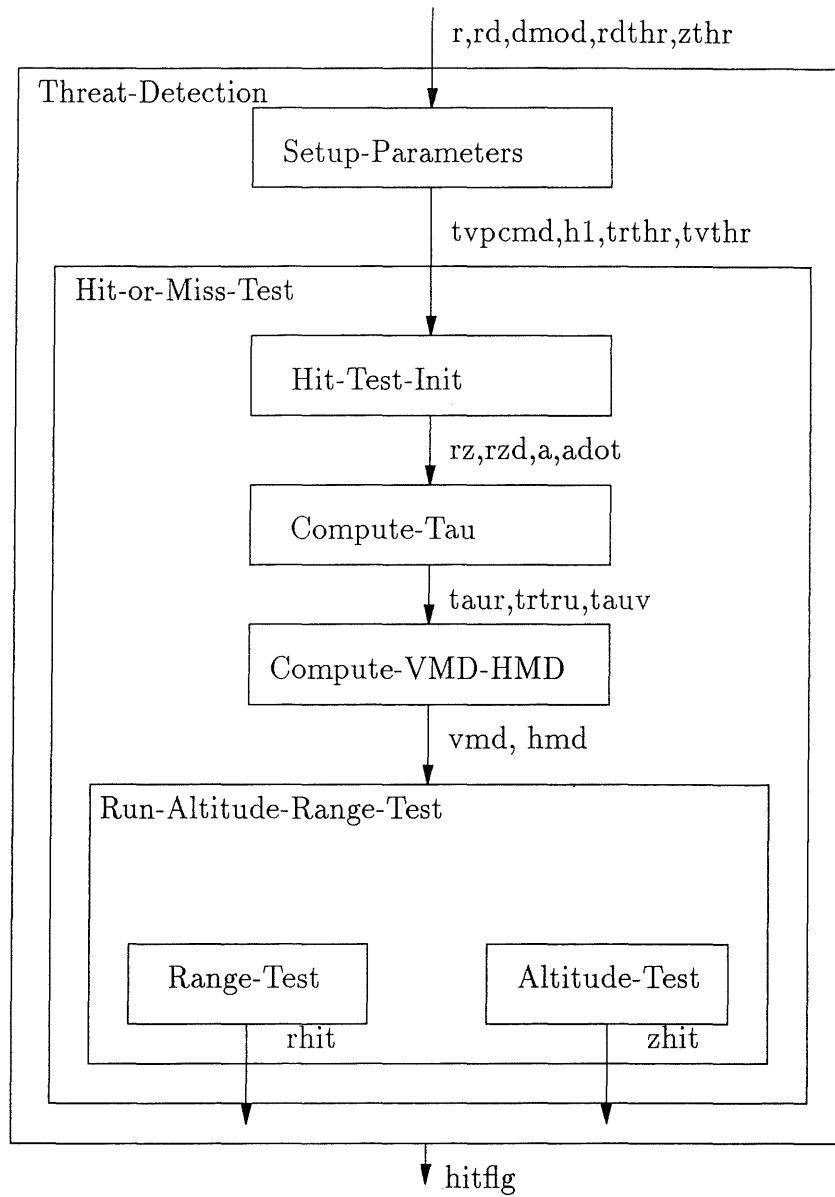 r,rd,dmod,rdthr,zthr
Threat-Detection
Setup-Parameters
tvpcmd,h1,trthr,tvthr
Hit-or-Miss-Test
Hit-Test-Init
rz,rzd,a,adot
Compute-Tau
taur,trtru,tauv
Compute-VMD-HMD
vmd, hmd
Run-Altitude-Range-Test
Range-Test
Altitude-Test
rhit
zhit
hitflg